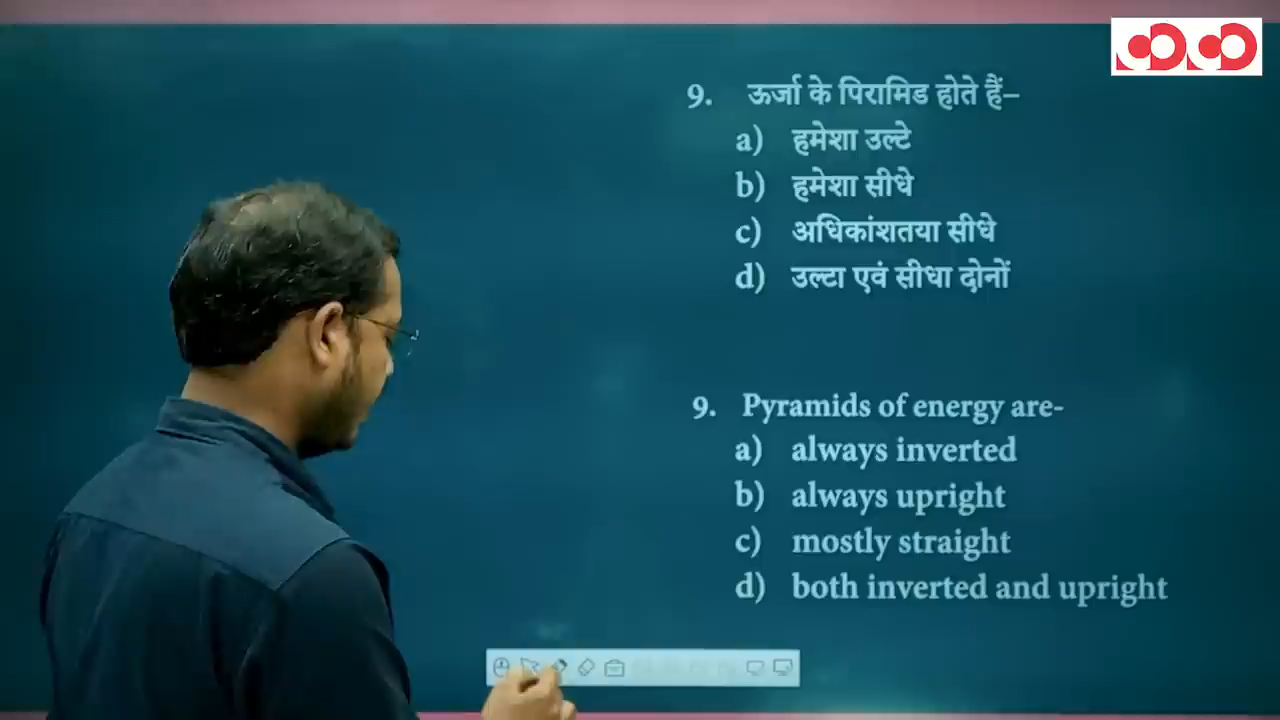 9. ऊर्जा के पिरामिड होते हैं–
a) हमेशा उल्टे
b) हमेशा सीधे
c) अधिकांशतया सीधे
d) उल्टा एवं सीधा दोनों
9. Pyramids of energy are-
a) always inverted
b) always upright
c) mostly straight
d) both inverted and upright